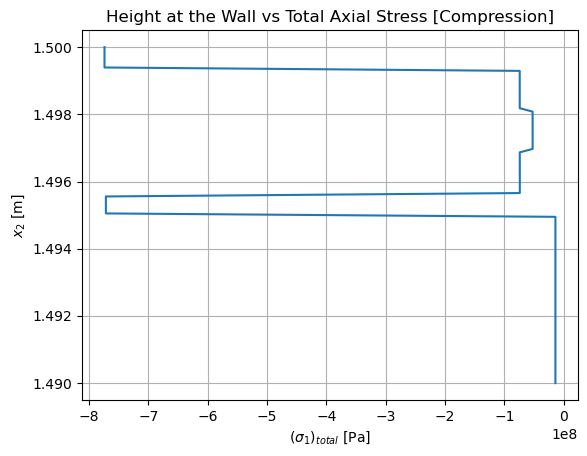 Height at the Wall vs Total Axial Stress [Compression]
1.500
1.498
1.496
1.494
1.492
1.490
x₂ [m]
−8 −7 −6 −5 −4 −3 −2 −1 0
1e8
(σ₁)ₜₒₜₐₗ [Pa]